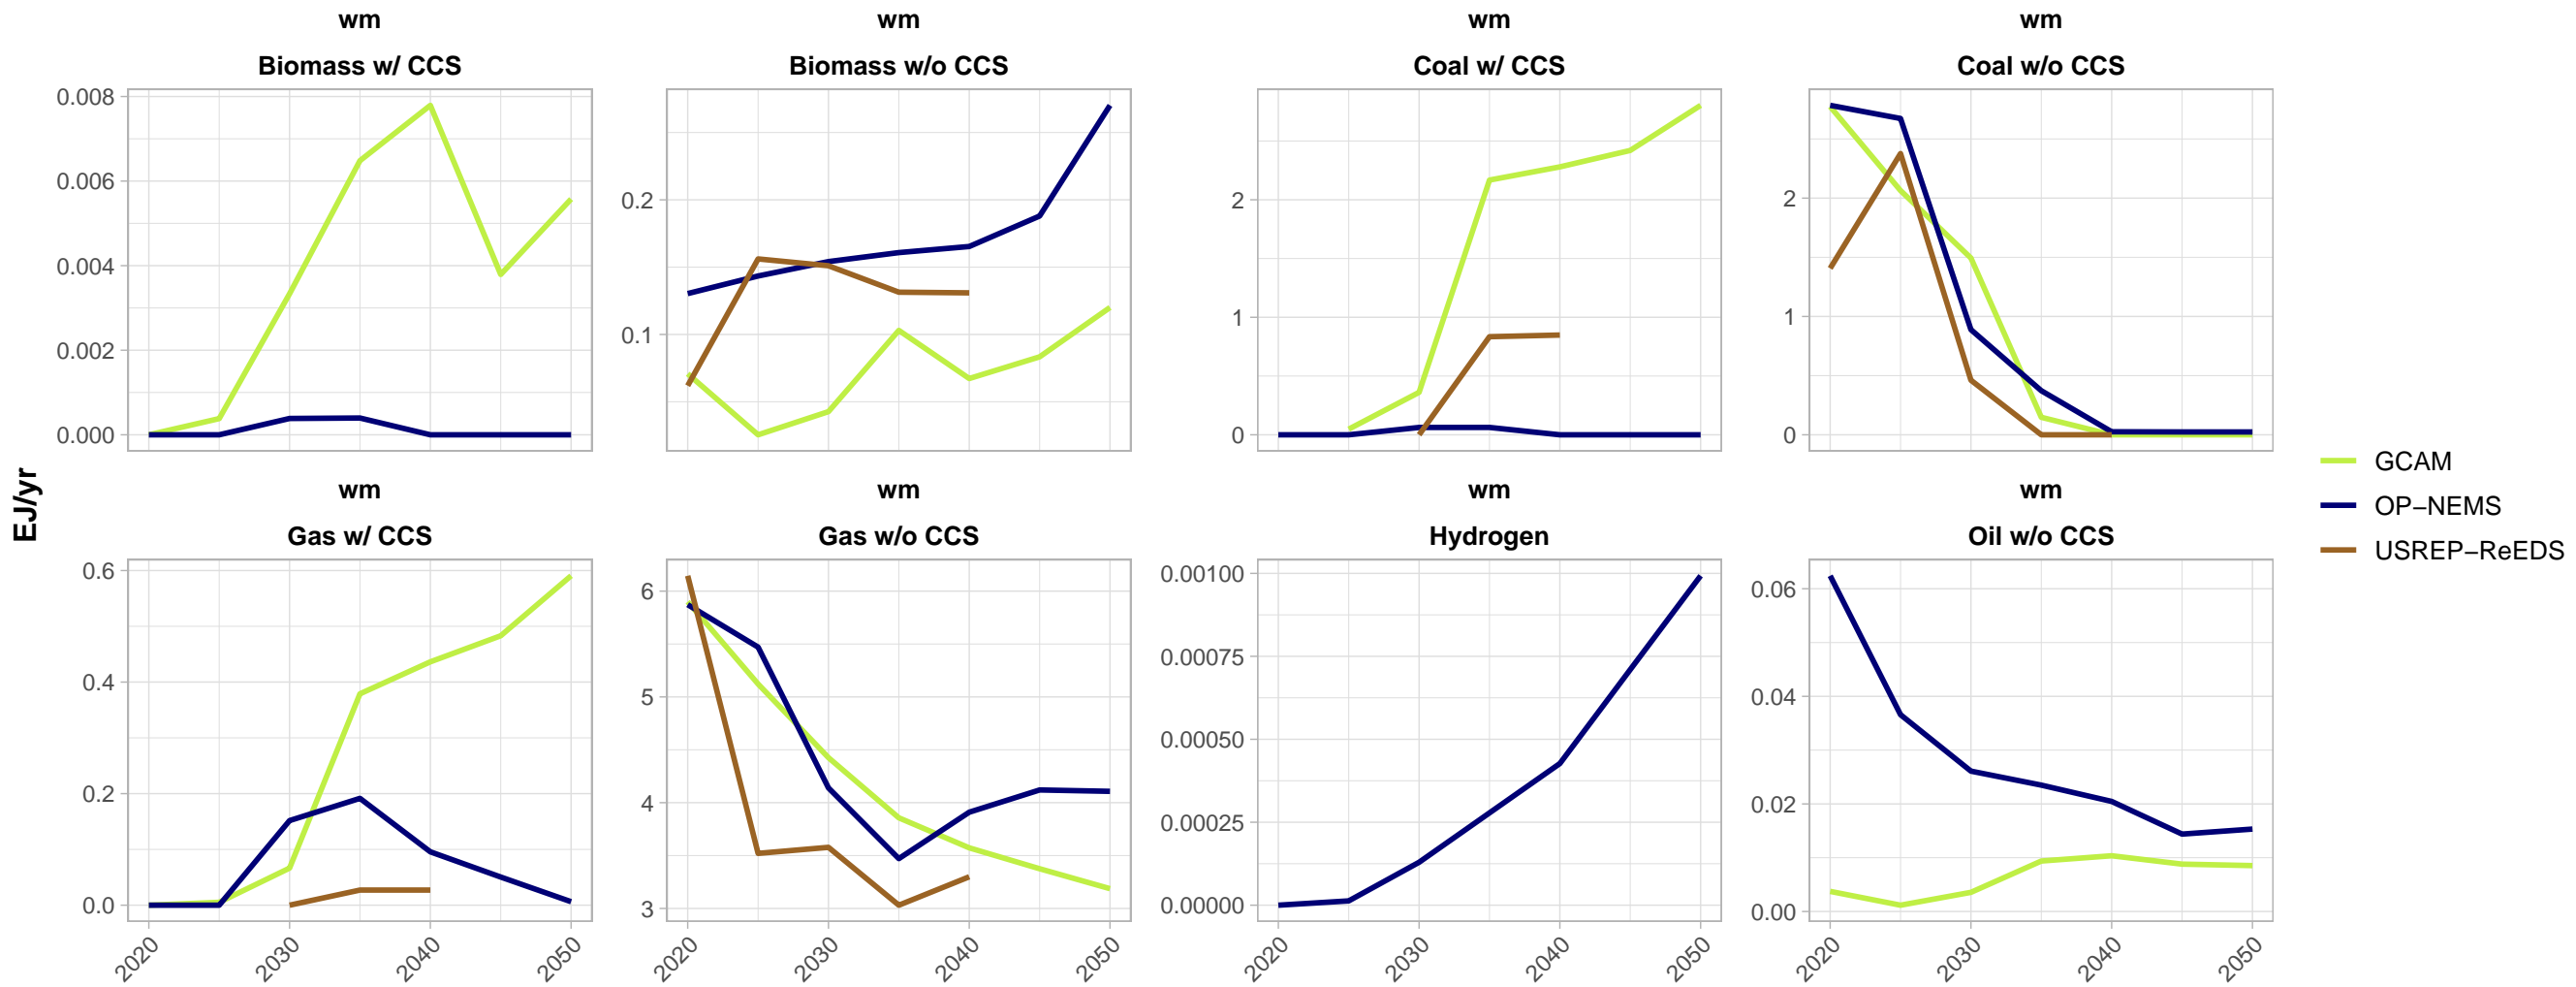 wm
Biomass w/ CCS
0.008
0.006
0.004
0.002
0.000
wm
Biomass w/o CCS
0.2
0.1
wm
Coal w/ CCS
2
1
0
wm
Coal w/o CCS
2
1
0
EJ/yr
wm
Gas w/ CCS
0.6
0.4
0.2
0.0
2020
2030
2040
2050
wm
Gas w/o CCS
6
5
4
3
2020
2030
2040
2050
wm
Hydrogen
0.00100
0.00075
0.00050
0.00025
0.00000
2020
2030
2040
2050
wm
Oil w/o CCS
0.06
0.04
0.02
0.00
2020
2030
2040
2050
GCAM
OP−NEMS
USREP−ReEDS